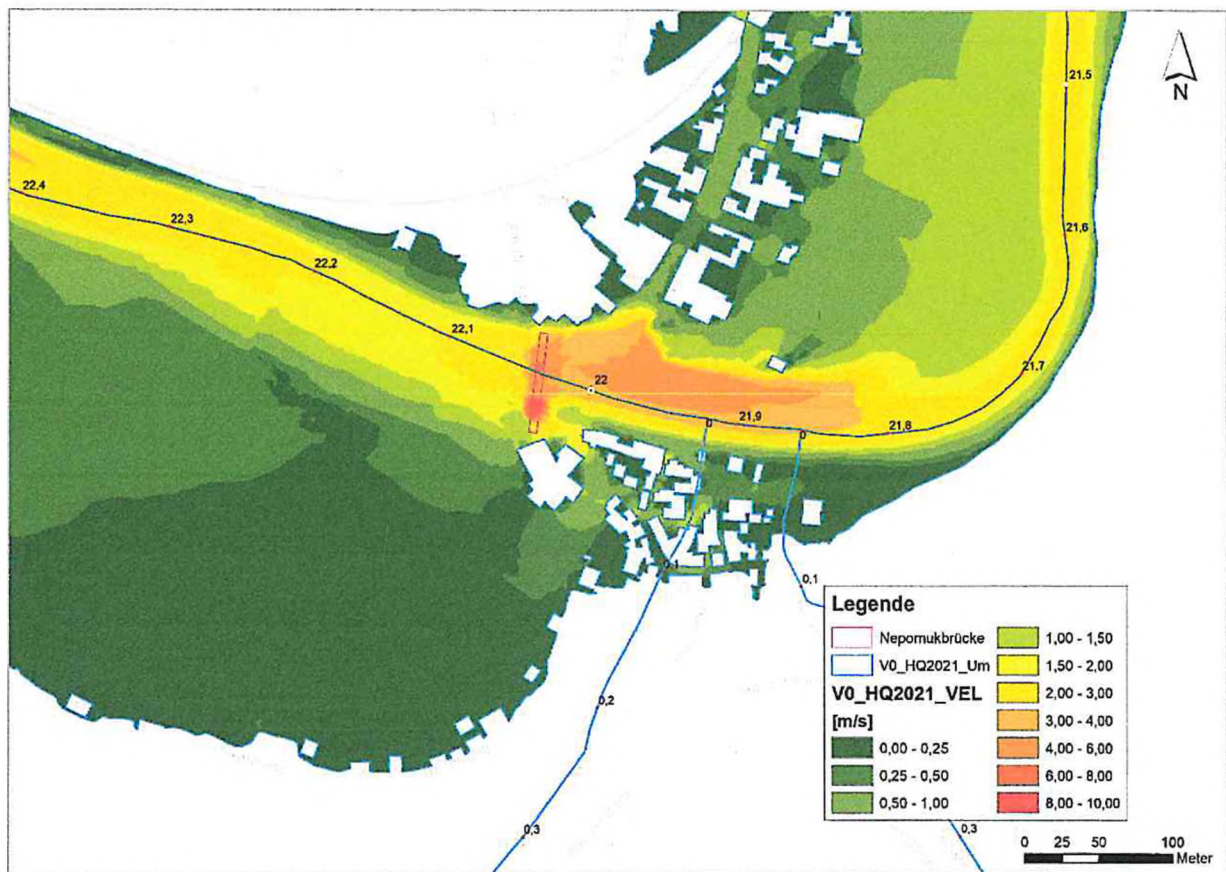 21.5
N
22.4
22,3
22,2
21,6
22,1
21.7
22
21,9
21,8
0
0
0,1
0,1
0,2
0,3
0,3
Legende
Nepomukbrücke
V0_HQ2021_Um
V0_HQ2021_VEL
[m/s]
0,00 - 0,25
0,25 - 0,50
0,50 - 1,00
1,00 - 1,50
1,50 - 2,00
2,00 - 3,00
3,00 - 4,00
4,00 - 6,00
6,00 - 8,00
8,00 - 10,00
0 25 50 100
Meter